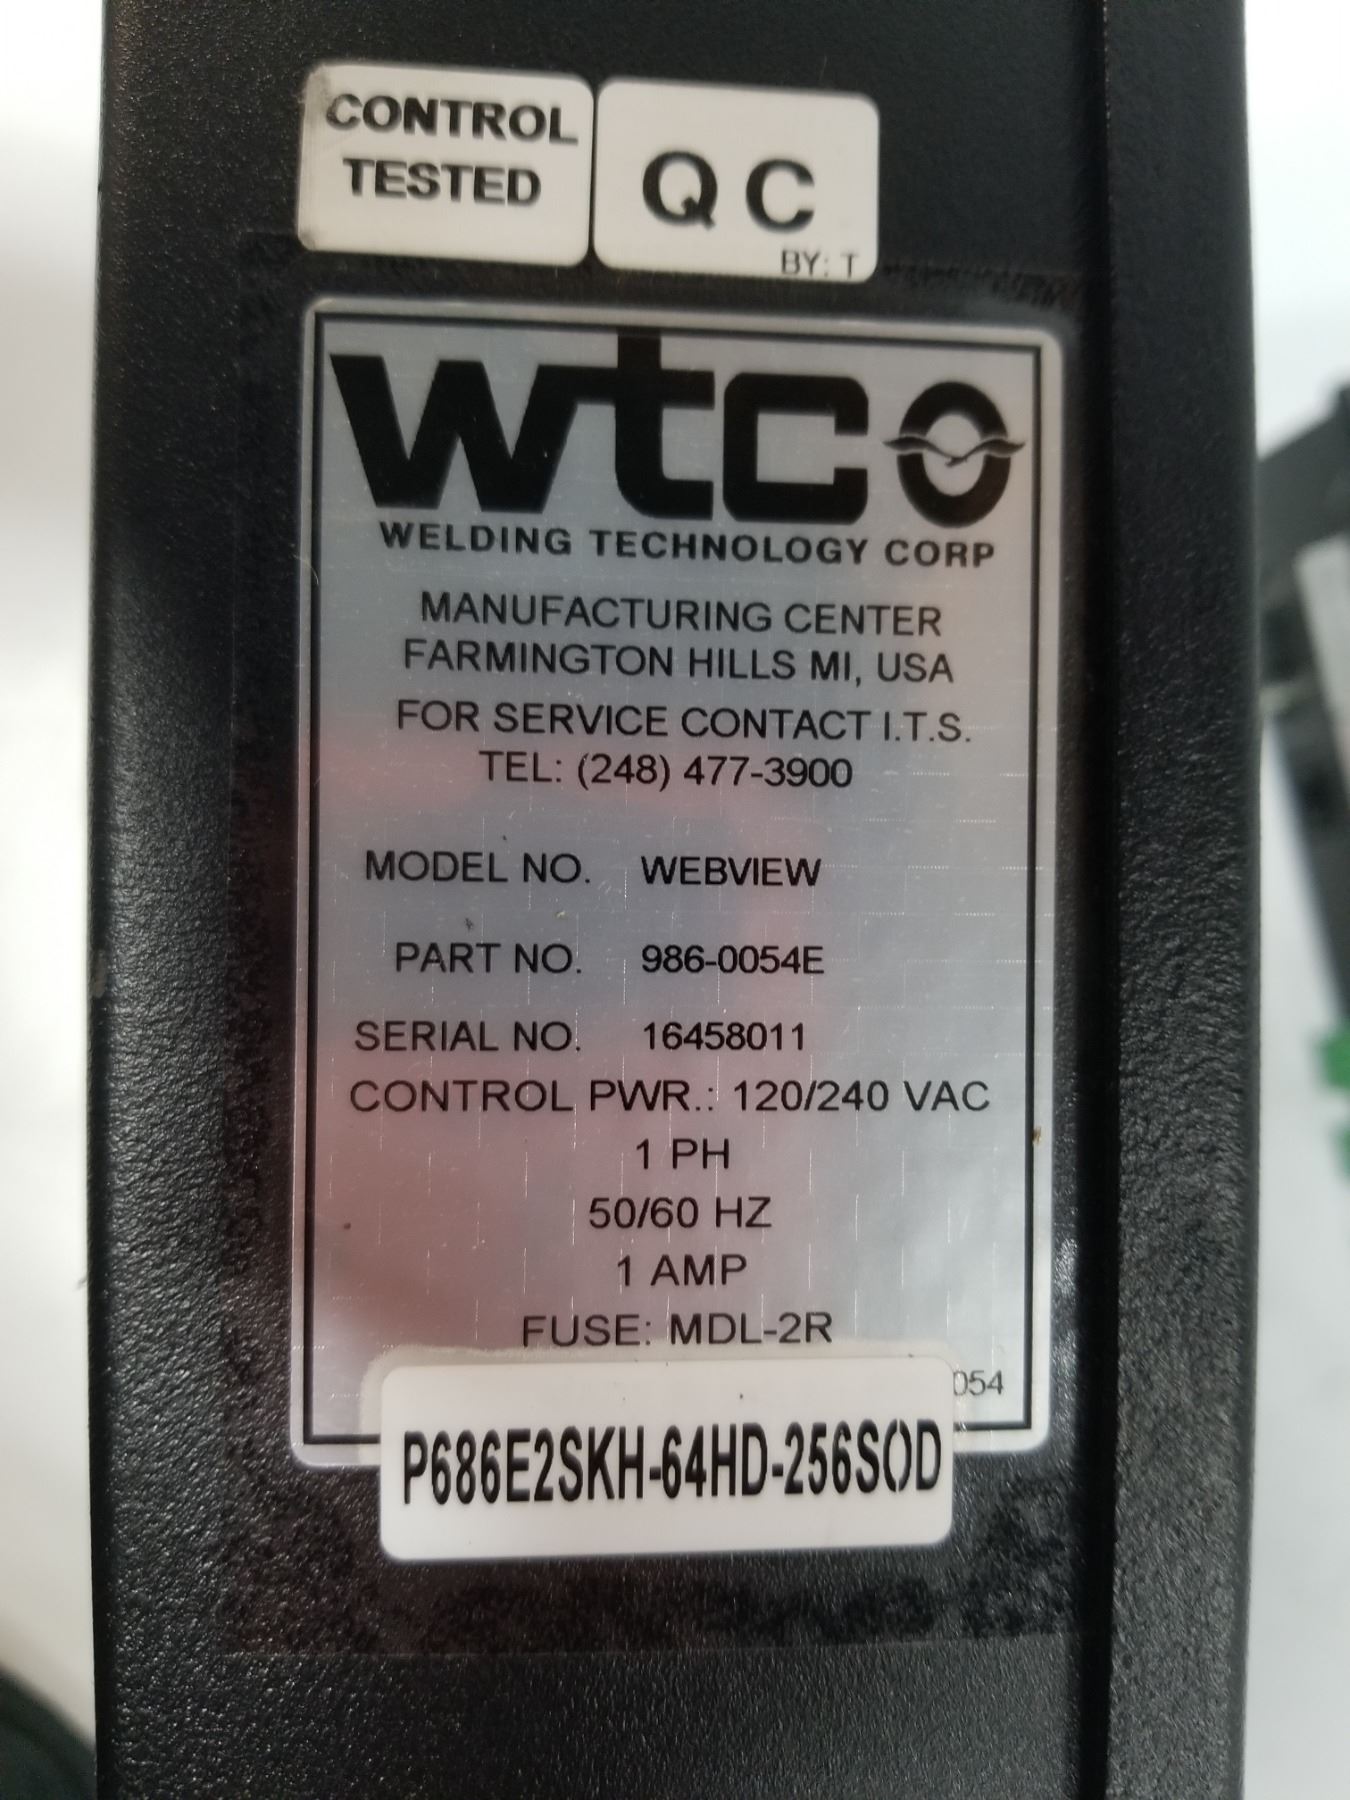 CONTROL
TESTED
QC
BY: T
wtc
WELDING TECHNOLOGY CORP
MANUFACTURING CENTER
FARMINGTON HILLS MI, USA
FOR SERVICE CONTACT I.T.S.
TEL: (248) 477-3900
MODEL NO. WEBVIEW
PART NO. 986-0054E
SERIAL NO. 16458011
CONTROL PWR.: 120/240 VAC
1 PH
50/60 HZ
1 AMP
FUSE: MDL-2R
054
P686E2SKH-64HD-256SOD